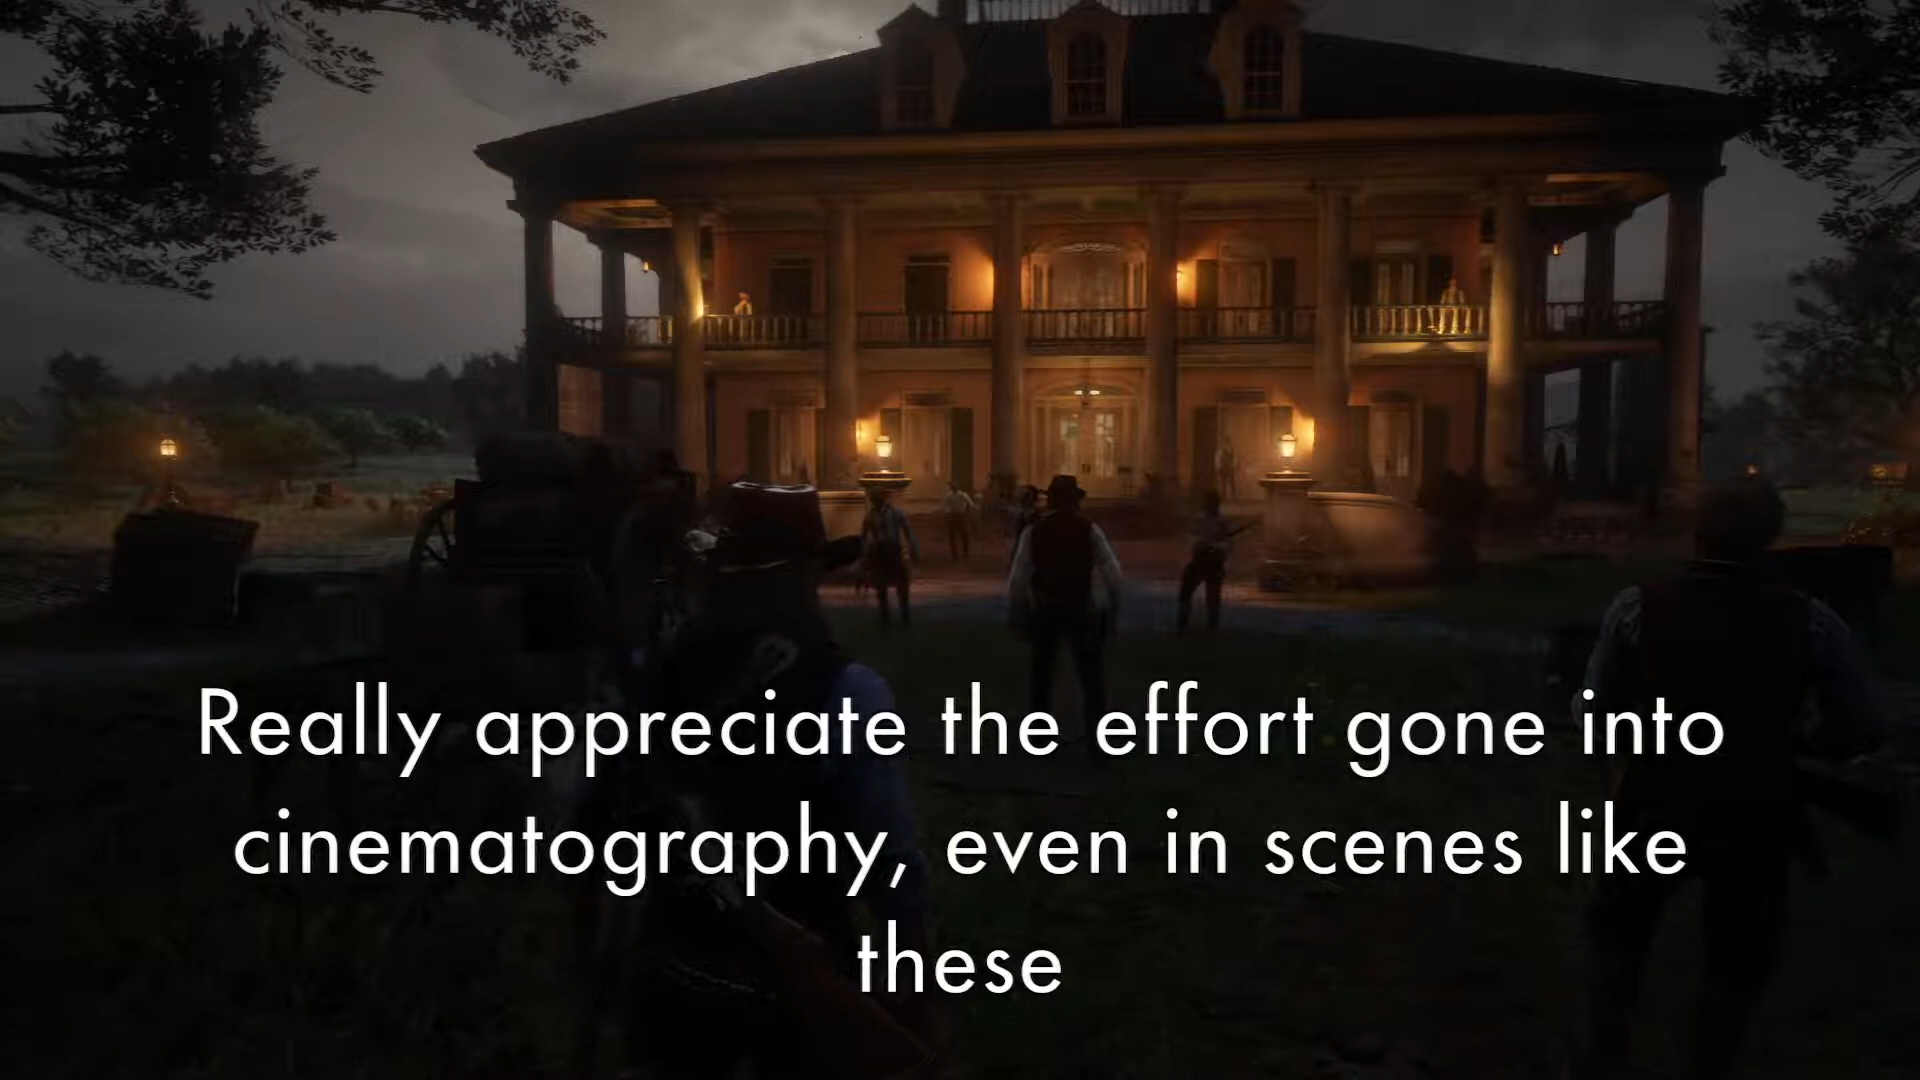 Really appreciate the effort gone into
cinematography, even in scenes like
these